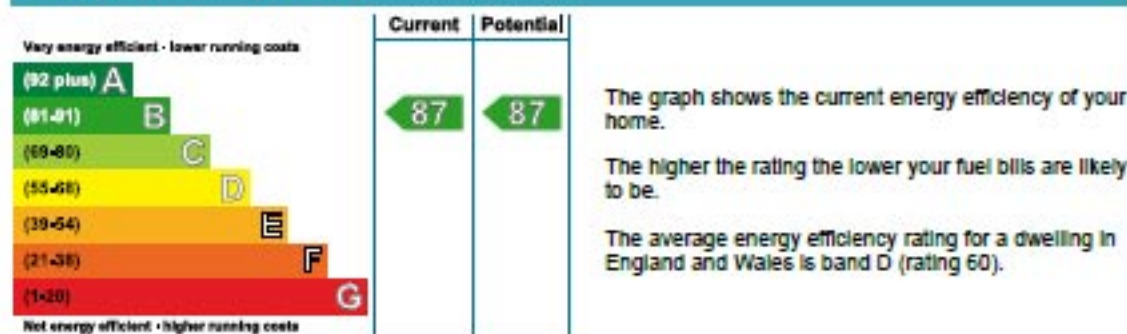 Current Potential
Very energy efficient - lower running costs
(92 plus) A
(81-91) B
87 87
(69-80) C
(55-68) D
(39-54) E
(21-38) F
(1-20) G
Not energy efficient - higher running costs
The graph shows the current energy efficiency of your
home.
The higher the rating the lower your fuel bills are likely
to be.
The average energy efficiency rating for a dwelling in
England and Wales is band D (rating 60).